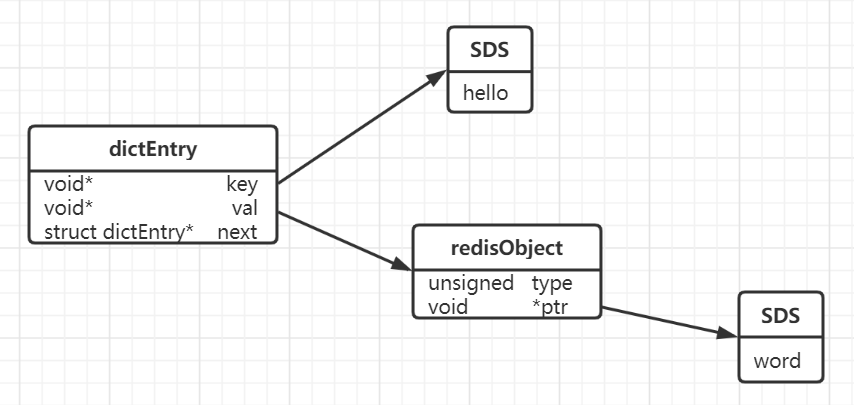 SDS
hello
dictEntry
void* key
void* val
struct dictEntry* next
redisObject
unsigned type
void *ptr
SDS
word